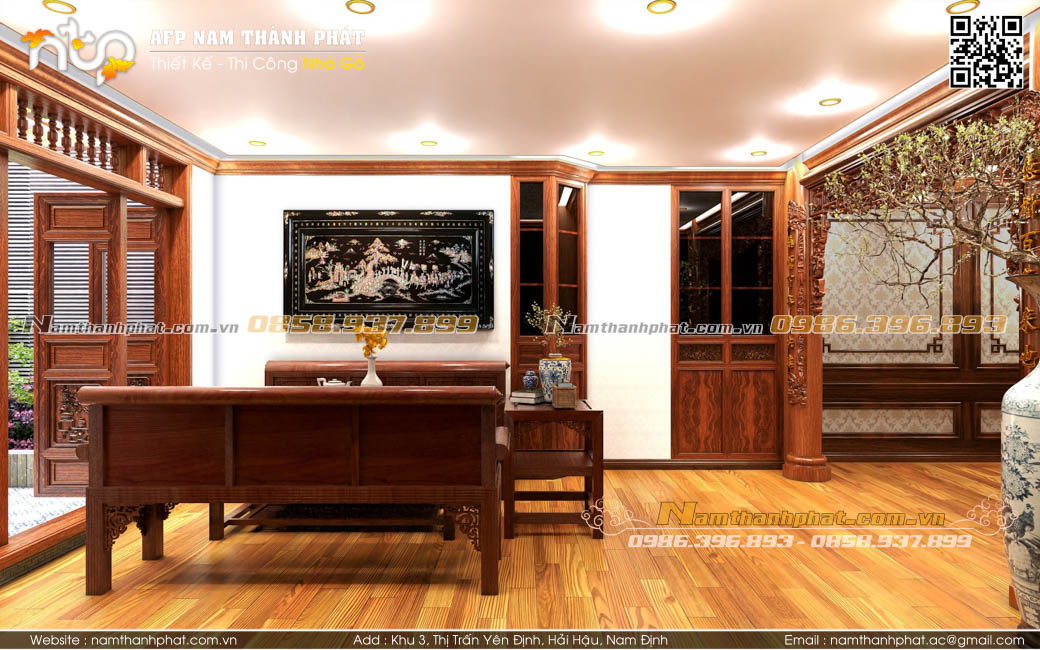 ntp
AFP NAM THÀNH PHÁT
Thiết Kế - Thi Công Nhà Gỗ
Namthanhphat.com.vn 0858.937.899
Namthanhphat.com.vn 0986.396.893
Namthanhphat.com.vn
0986.396.893 - 0858.937.899
Website : namthanhphat.com.vn
Add : Khu 3, Thị Trấn Yên Định, Hải Hậu, Nam Định
Email : namthanhphat.ac@gmail.com